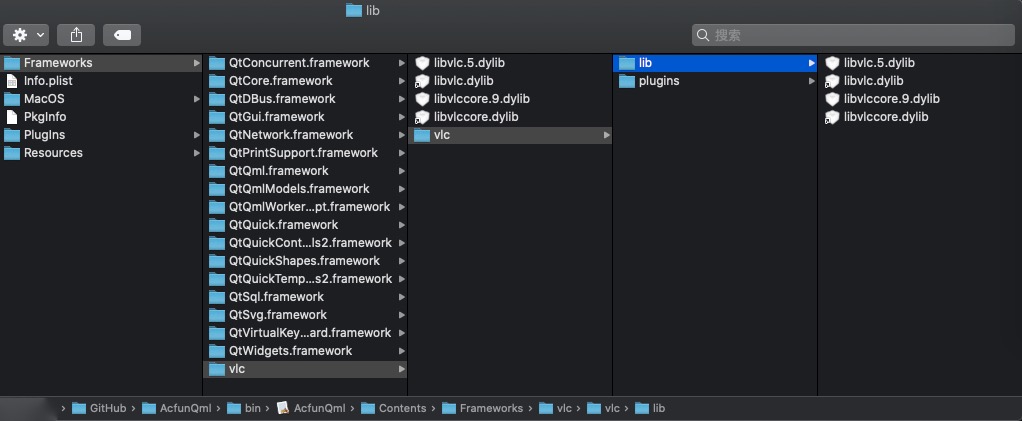 lib
搜索
Frameworks
Info.plist
MacOS
PkgInfo
PlugIns
Resources
QtConcurrent.framework
QtCore.framework
QtDBus.framework
QtGui.framework
QtNetwork.framework
QtPrintSupport.framework
QtQml.framework
QtQmlModels.framework
QtQmlWorker...pt.framework
QtQuick.framework
QtQuickCont...ls2.framework
QtQuickShapes.framework
QtQuickTemp...s2.framework
QtSql.framework
QtSvg.framework
QtVirtualKey...ard.framework
QtWidgets.framework
vlc
libvlc.5.dylib
libvlc.dylib
libvlccore.9.dylib
libvlccore.dylib
vlc
lib
plugins
libvlc.5.dylib
libvlc.dylib
libvlccore.9.dylib
libvlccore.dylib
› GitHub › AcfunQml › bin › AcfunQml › Contents › Frameworks › vlc › vlc › lib